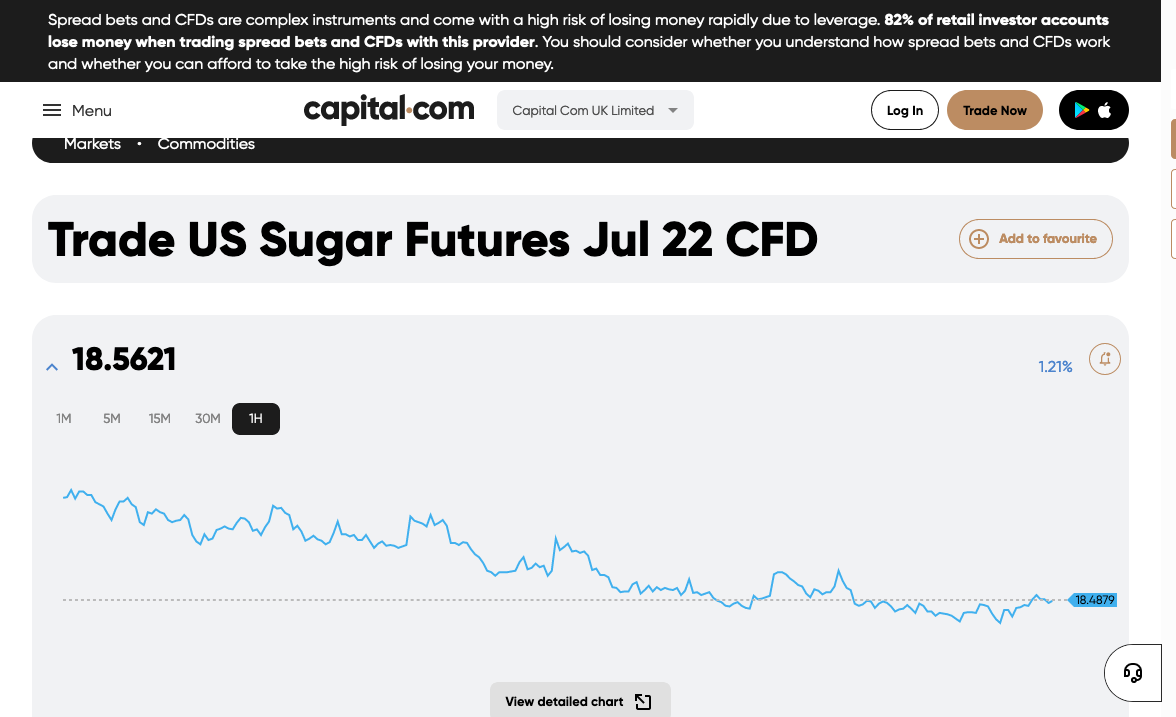 Spread bets and CFDs are complex instruments and come with a high risk of losing money rapidly due to leverage. 82% of retail investor accounts
lose money when trading spread bets and CFDs with this provider. You should consider whether you understand how spread bets and CFDs work
and whether you can afford to take the high risk of losing your money.
Menu
capital.com
Capital Com UK Limited
Log In
Trade Now
Markets • Commodities
Trade US Sugar Futures Jul 22 CFD
Add to favourite
18.5621
1.21%
1M 5M 15M 30M 1H
18.4879
View detailed chart